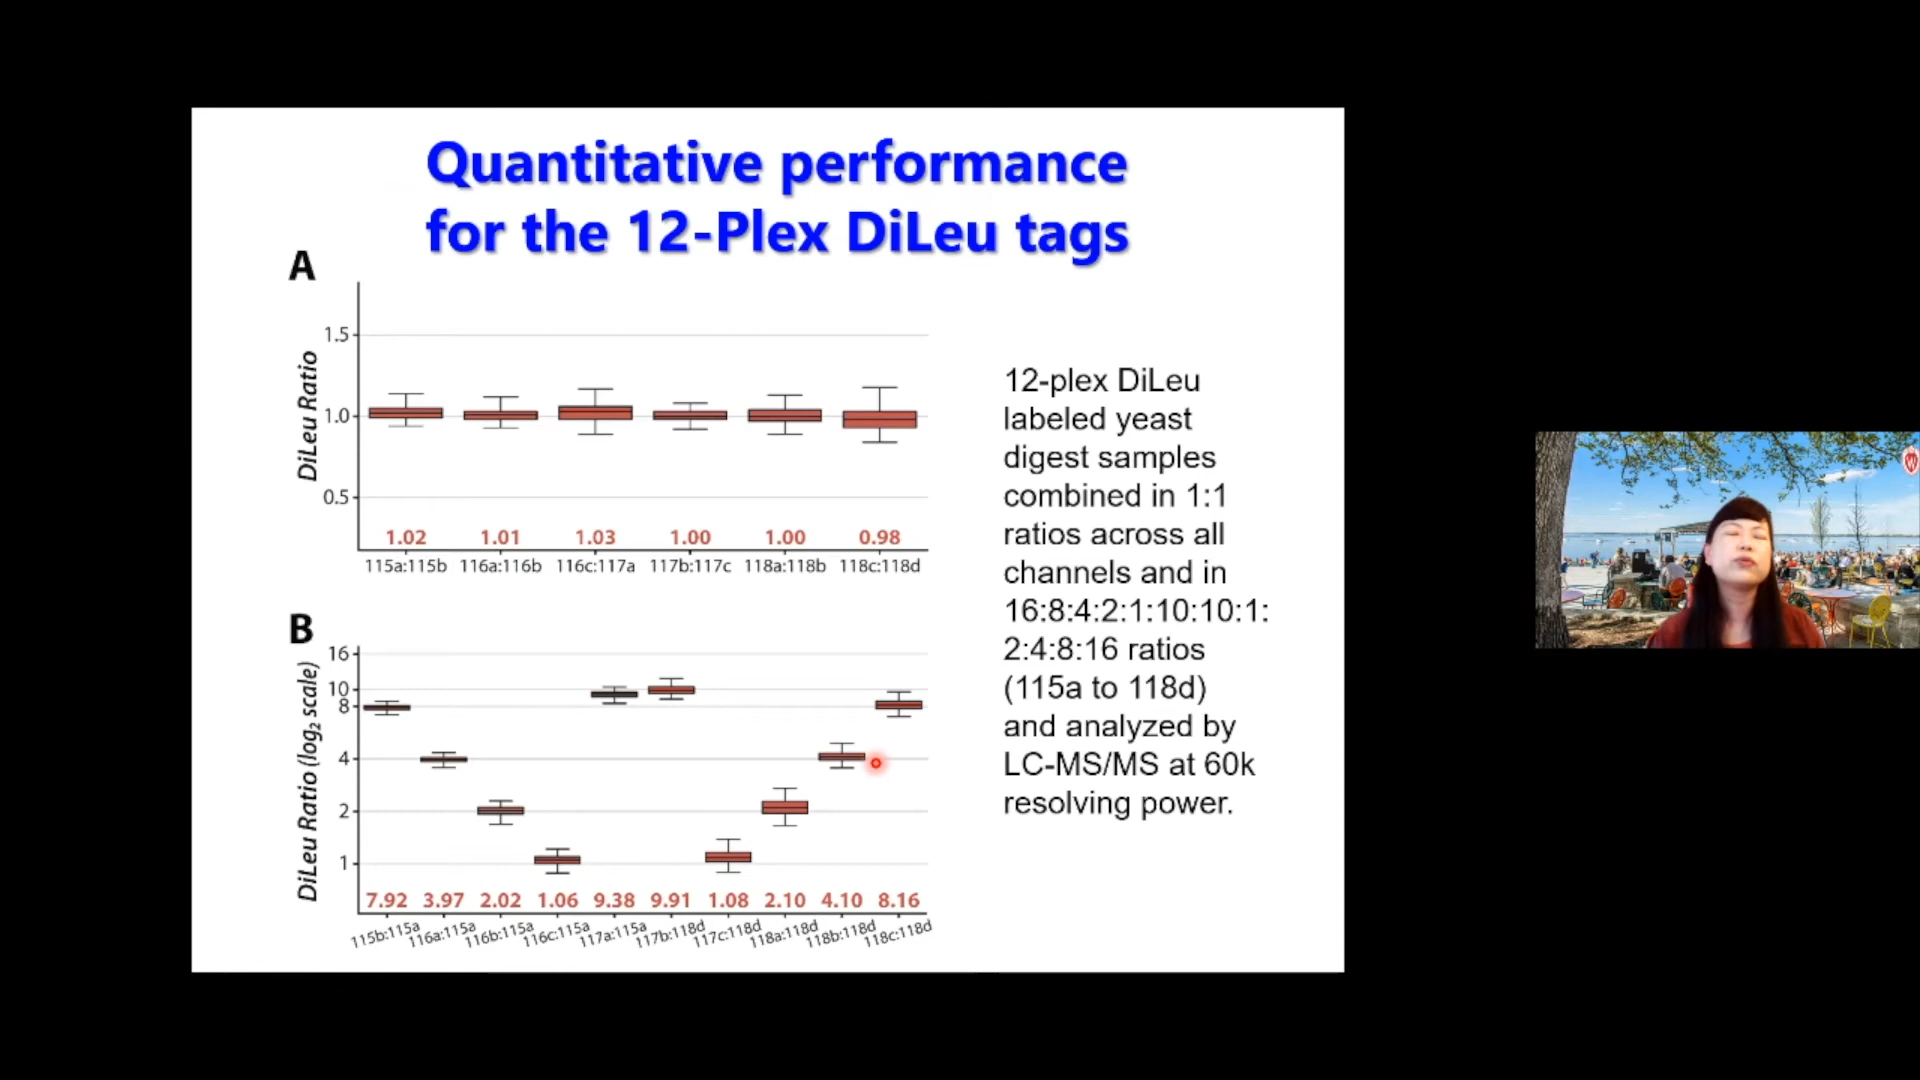 Quantitative performance
for the 12-Plex DiLeu tags
A
DiLeu Ratio
1.5
1.0
0.5
1.02 1.01 1.03 1.00 1.00 0.98
115a:115b 116a:116b 116c:117a 117b:117c 118a:118b 118c:118d
B
DiLeu Ratio (log₂ scale)
16
10
8
4
2
1
7.92 3.97 2.02 1.06 9.38 9.91 1.08 2.10 4.10 8.16
115b:115a 116a:115a 116b:115a 116c:115a 117a:115a 117b:118d 117c:118d 118a:118d 118b:118d 118c:118d
12-plex DiLeu
labeled yeast
digest samples
combined in 1:1
ratios across all
channels and in
16:8:4:2:1:10:10:1:
2:4:8:16 ratios
(115a to 118d)
and analyzed by
LC-MS/MS at 60k
resolving power.
W